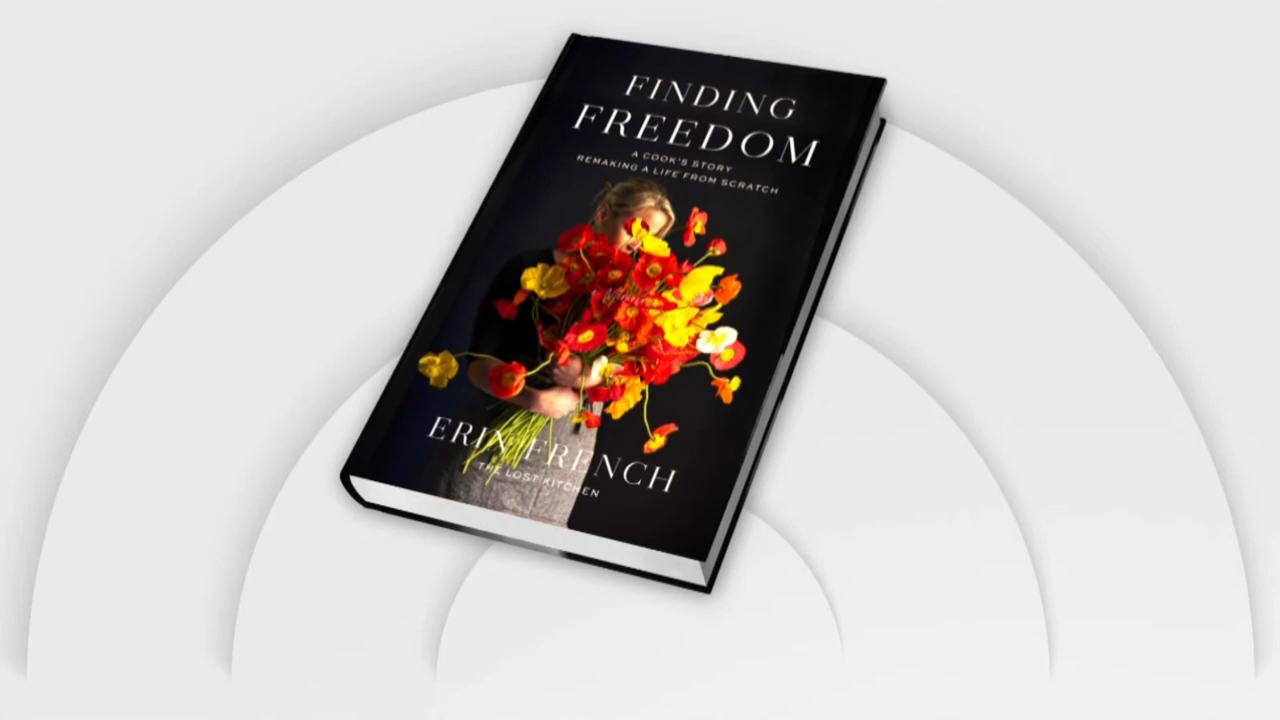 FINDING
FREEDOM
A COOK'S STORY
REMAKING A LIFE FROM SCRATCH
ERIN FRENCH
THE LOST KITCHEN